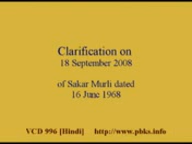 Clarification on
18 September 2008
of Sakar Murli dated
16 June 1968
VCD 996 [Hindi] http://www.pbks.info